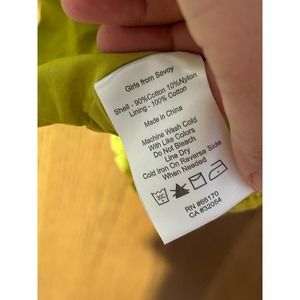 Girls from Savoy
Shell - 90%Cotton 10%Nylon
Lining - 100% Cotton
Made in China
Machine Wash Cold
With Like Colors
Do Not Bleach
Line Dry
Cold Iron On Reverse Side
When Needed
RN #66170
CA #32054